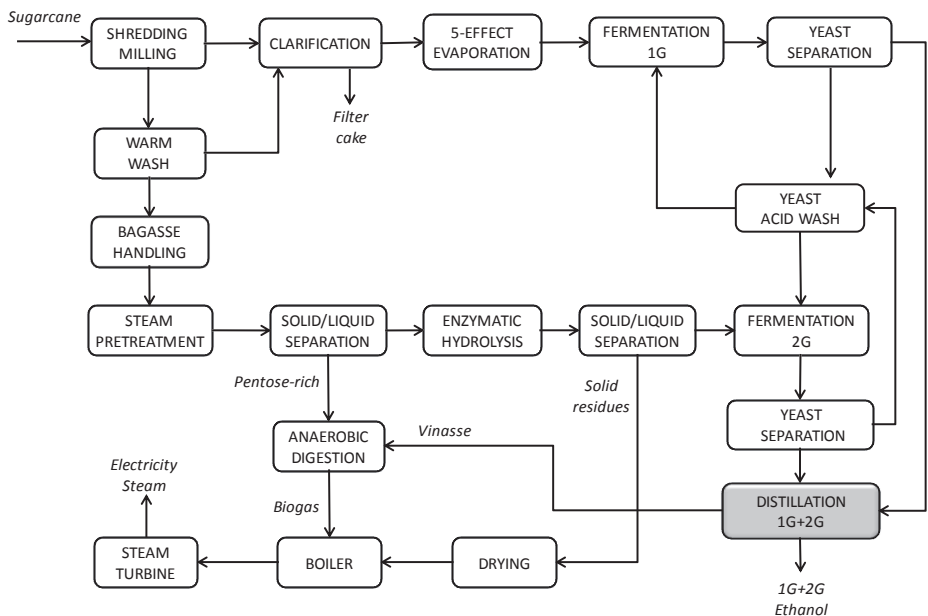 Sugarcane
SHREDDING
MILLING
CLARIFICATION
5-EFFECT
EVAPORATION
FERMENTATION
1G
YEAST
SEPARATION
Filter
cake
WARM
WASH
YEAST
ACID WASH
BAGASSE
HANDLING
STEAM
PRETREATMENT
SOLID/LIQUID
SEPARATION
ENZYMATIC
HYDROLYSIS
SOLID/LIQUID
SEPARATION
FERMENTATION
2G
Pentose-rich
Solid
residues
ANAEROBIC
DIGESTION
Vinasse
YEAST
SEPARATION
Electricity
Steam
Biogas
DISTILLATION
1G+2G
STEAM
TURBINE
BOILER
DRYING
1G+2G
Ethanol